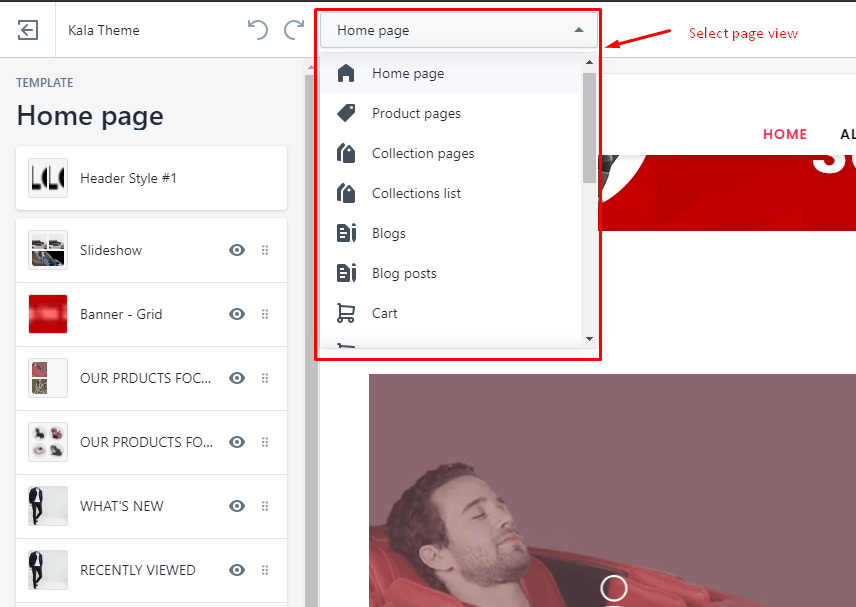 Kala Theme
Home page
Select page view
TEMPLATE
Home page
Header Style #1
Slideshow
Banner - Grid
OUR PRDUCTS FOC...
OUR PRODUCTS FO...
WHAT'S NEW
RECENTLY VIEWED
Home page
Product pages
Collection pages
Collections list
Blogs
Blog posts
Cart
HOME
AL